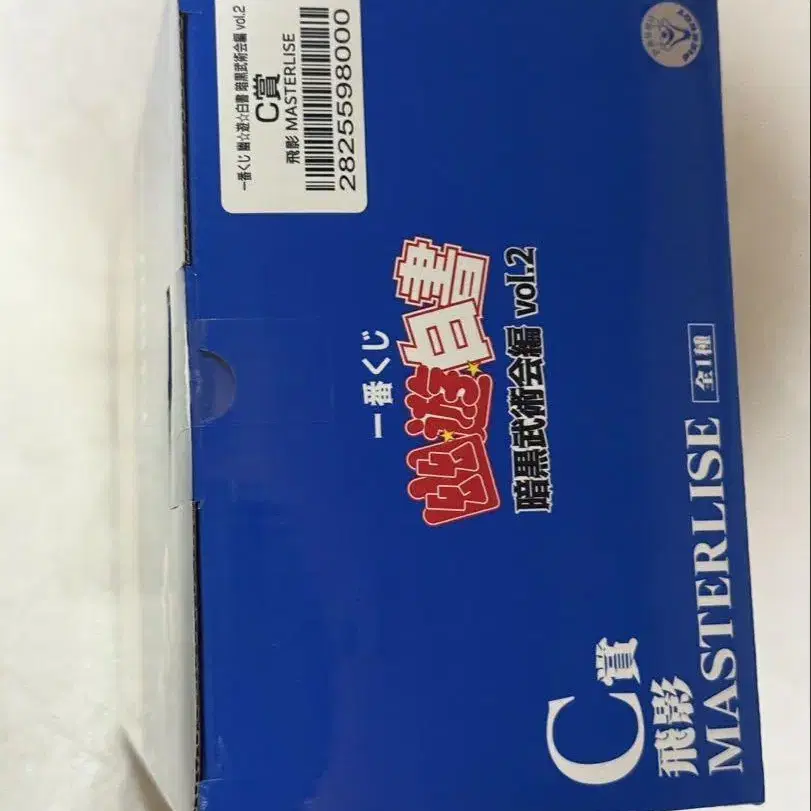 一番くじ 幽☆遊☆白書 暗黒武術会編 vol.2
C賞
飛影 MASTERLISE
2825598000
一番くじ
幽遊白書
暗黒武術会編 vol.2
C賞
飛影
MASTERLISE 全1種